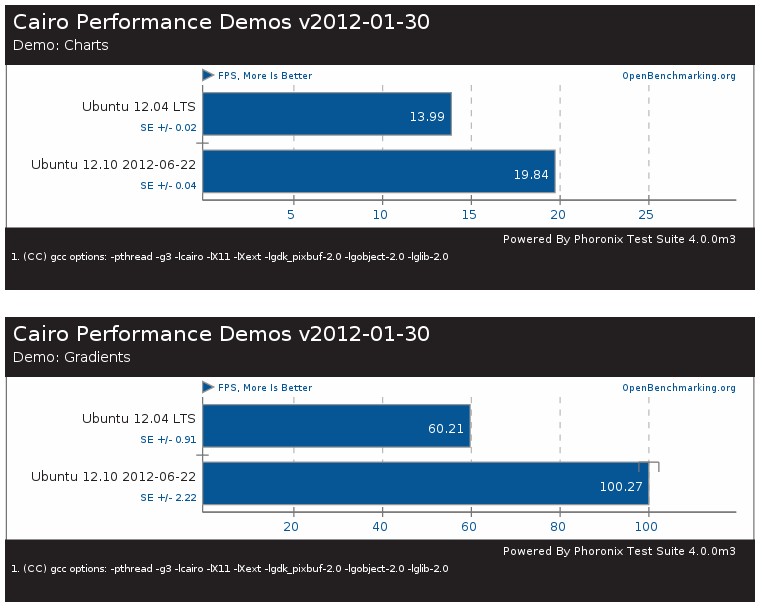 Cairo Performance Demos v2012-01-30
Demo: Charts
FPS, More Is Better
OpenBenchmarking.org
Ubuntu 12.04 LTS
13.99
SE +/- 0.02
Ubuntu 12.10 2012-06-22
19.84
SE +/- 0.04
5 10 15 20 25
Powered By Phoronix Test Suite 4.0.0m3
1. (CC) gcc options: -pthread -g3 -lcairo -lX11 -lXext -lgdk_pixbuf-2.0 -lgobject-2.0 -lglib-2.0
Cairo Performance Demos v2012-01-30
Demo: Gradients
FPS, More Is Better
OpenBenchmarking.org
Ubuntu 12.04 LTS
60.21
SE +/- 0.91
Ubuntu 12.10 2012-06-22
100.27
SE +/- 2.22
20 40 60 80 100
Powered By Phoronix Test Suite 4.0.0m3
1. (CC) gcc options: -pthread -g3 -lcairo -lX11 -lXext -lgdk_pixbuf-2.0 -lgobject-2.0 -lglib-2.0